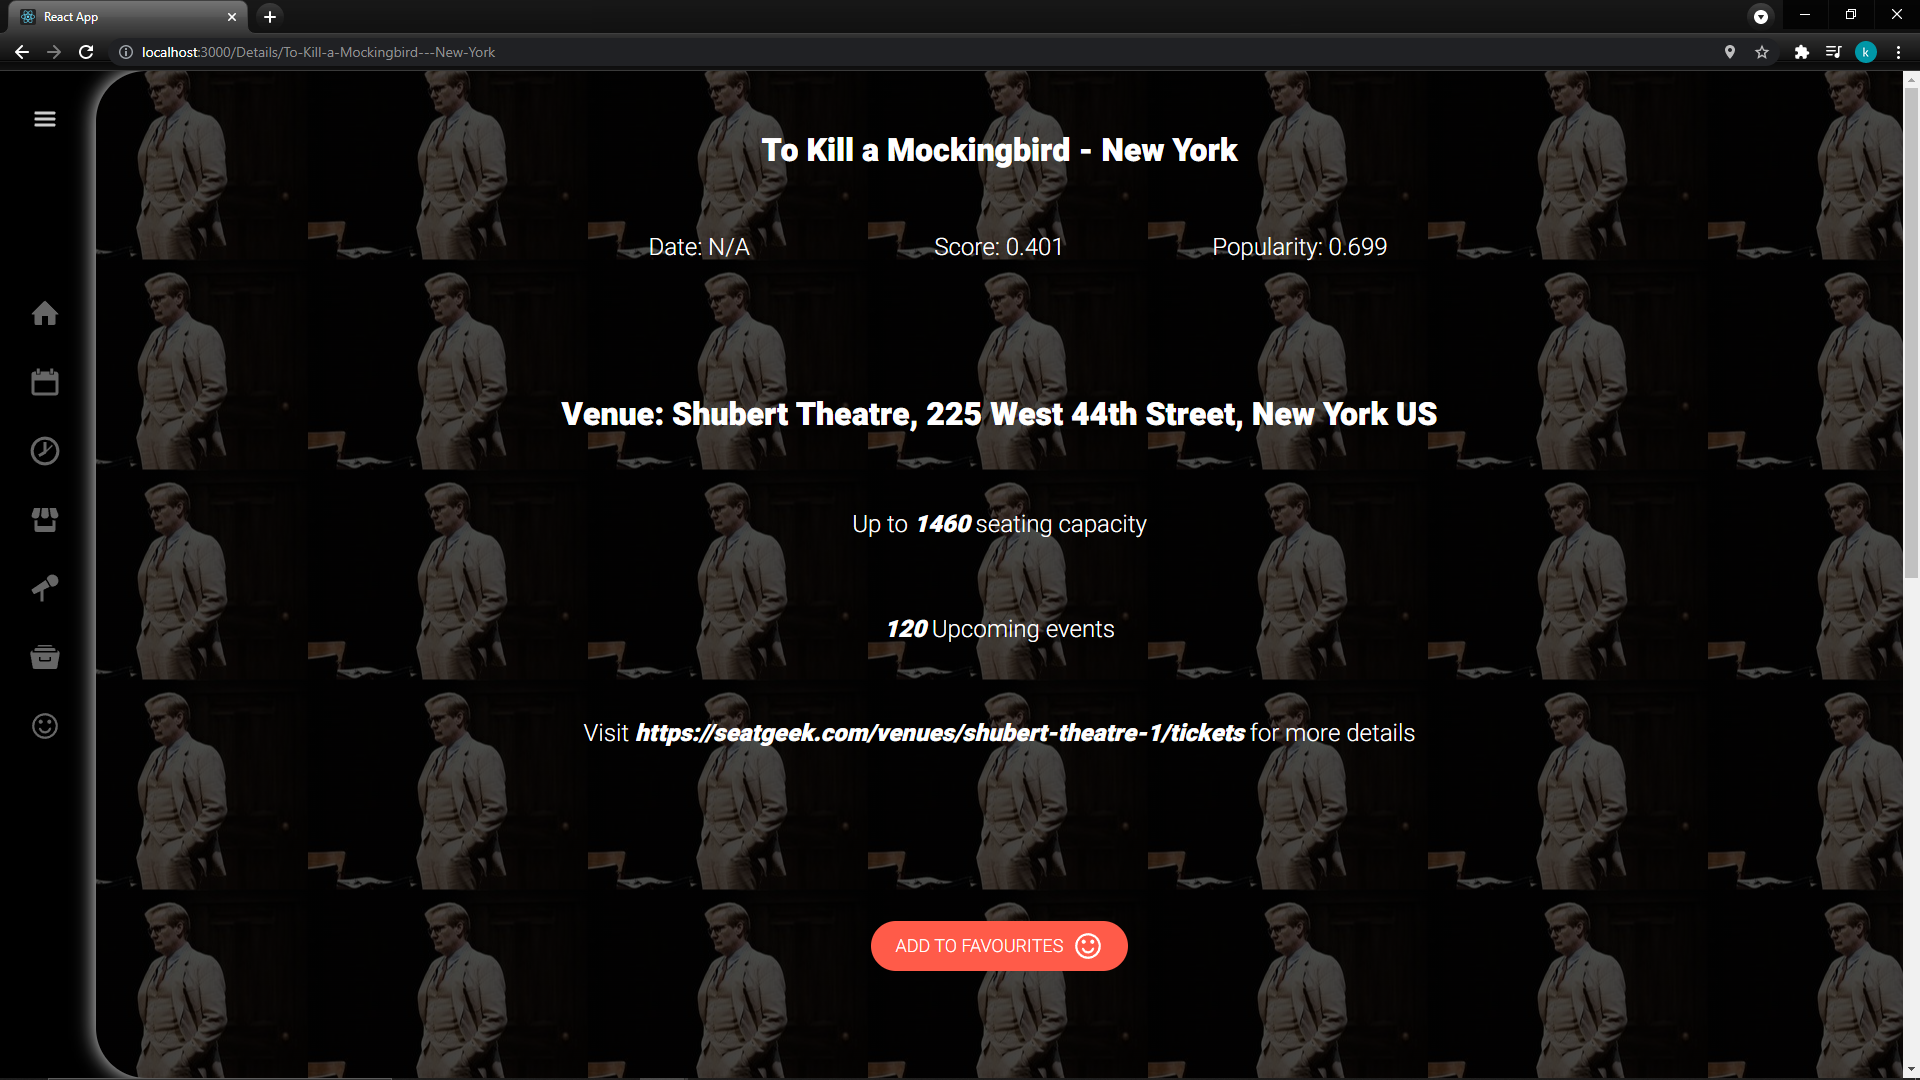 React App
localhost:3000/Details/To-Kill-a-Mockingbird---New-York
k
To Kill a Mockingbird - New York
Date: N/A
Score: 0.401
Popularity: 0.699
Venue: Shubert Theatre, 225 West 44th Street, New York US
Up to 1460 seating capacity
120 Upcoming events
Visit https://seatgeek.com/venues/shubert-theatre-1/tickets for more details
ADD TO FAVOURITES